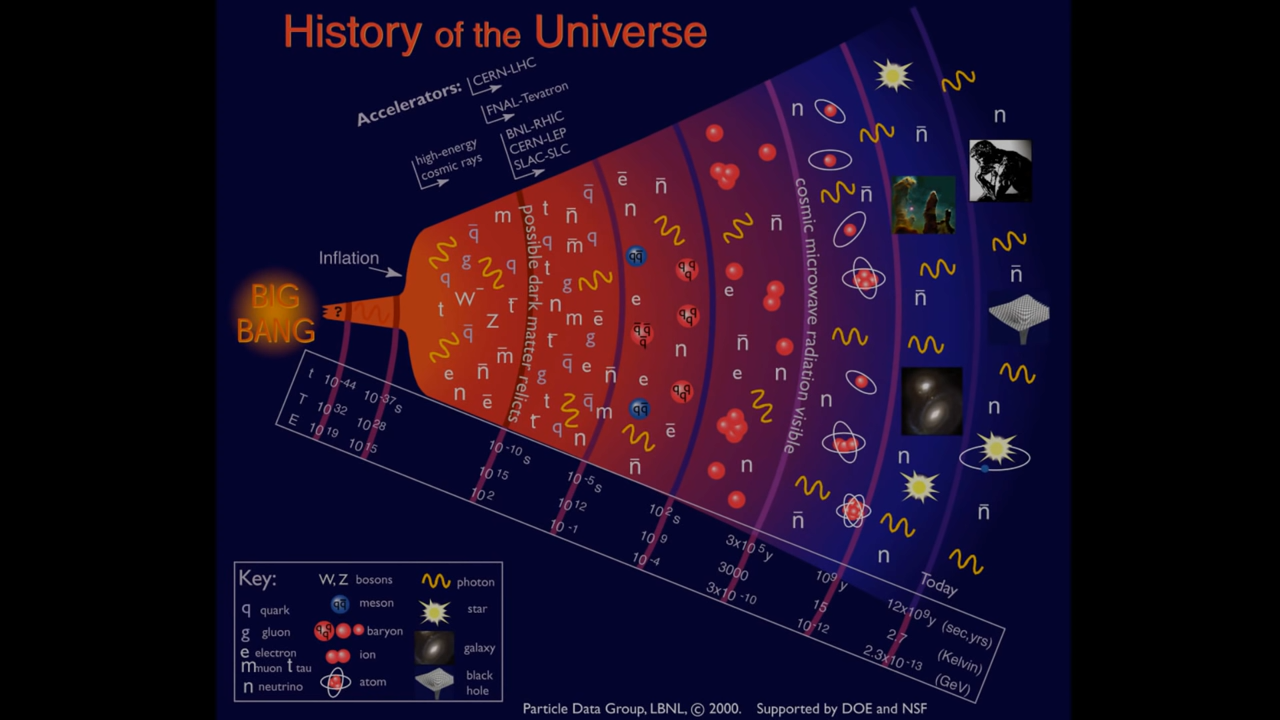 History of the Universe
Accelerators:
CERN-LHC
FNAL-Tevatron
BNL-RHIC
CERN-LEP
SLAC-SLC
high-energy
cosmic rays
Inflation
BIG
BANG
?
possible dark matter relicts
cosmic microwave radiation visible
t 10-44 10-37s 10-10s 10-5s 10²s 3x10⁵y 10⁹y 12x10⁹y (sec,yrs)
T 10³² 10²⁸ 10¹⁵ 10¹² 10⁹ 3000 15 2.7 (Kelvin)
E 10¹⁹ 10¹⁵ 10² 10-1 10-4 3x10-10 10-12 2.3x10-13 (GeV)
Today
Key:
W, Z bosons
photon
q quark
qq̄ meson
star
g gluon
baryon
e electron
m muon t tau
ion
galaxy
n neutrino
atom
black
hole
Particle Data Group, LBNL, © 2000. Supported by DOE and NSF